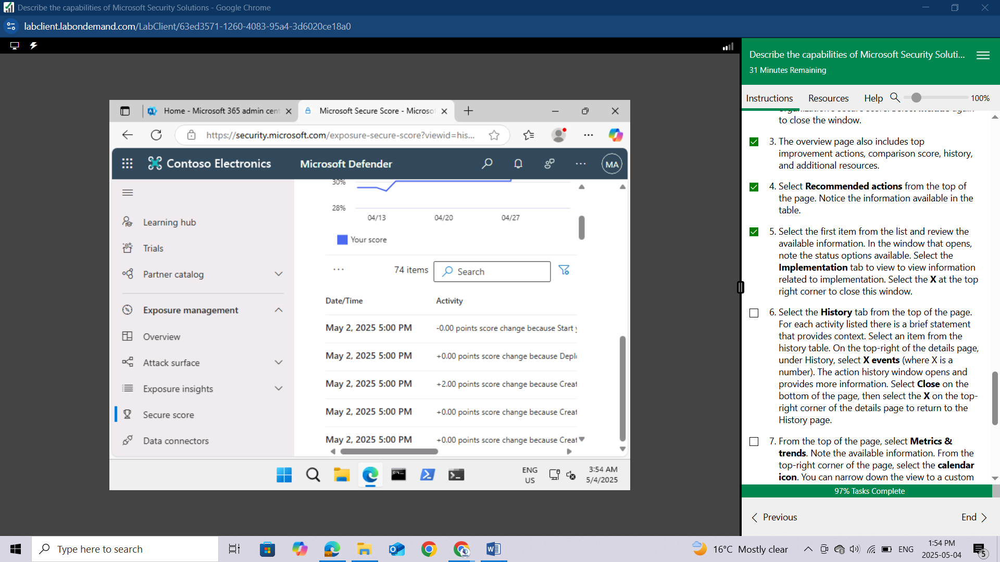 Describe the capabilities of Microsoft Security Solutions - Google Chrome
labclient.labondemand.com/LabClient/63ed3571-1260-4083-95a4-3d6020ce18a0
Home - Microsoft 365 admin cent
Microsoft Secure Score - Microso
https://security.microsoft.com/exposure-secure-score?viewid=his...
Contoso Electronics
Microsoft Defender
MA
Learning hub
Trials
Partner catalog
Exposure management
Overview
Attack surface
Exposure insights
Secure score
Data connectors
30%
28%
04/13
04/20
04/27
Your score
74 items
Search
Date/Time
Activity
May 2, 2025 5:00 PM
-0.00 points score change because Start
May 2, 2025 5:00 PM
+0.00 points score change because Depl
May 2, 2025 5:00 PM
+2.00 points score change because Creat
May 2, 2025 5:00 PM
+0.00 points score change because Creat
May 2, 2025 5:00 PM
+0.00 points score change because Creat
ENG
US
3:54 AM
5/4/2025
Describe the capabilities of Microsoft Security Soluti...
31 Minutes Remaining
Instructions
Resources
Help
100%
to close the window.
3. The overview page also includes top
improvement actions, comparison score, history,
and additional resources.
4. Select Recommended actions from the top of
the page. Notice the information available in the
table.
5. Select the first item from the list and review the
available information. In the window that opens,
note the status options available. Select the
Implementation tab to view to view information
related to implementation. Select the X at the top
right corner to close this window.
6. Select the History tab from the top of the page.
For each activity listed there is a brief statement
that provides context. Select an item from the
history table. On the top-right of the details page,
under History, select X events (where X is a
number). The action history window opens and
provides more information. Select Close on the
bottom of the page, then select the X on the top-
right corner of the details page to return to the
History page.
7. From the top of the page, select Metrics &
trends. Note the available information. From the
top-right corner of the page, select the calendar
icon. You can narrow down the view to a custom
97% Tasks Complete
Previous
End
Type here to search
16°C Mostly clear
ENG
1:54 PM
2025-05-04
5